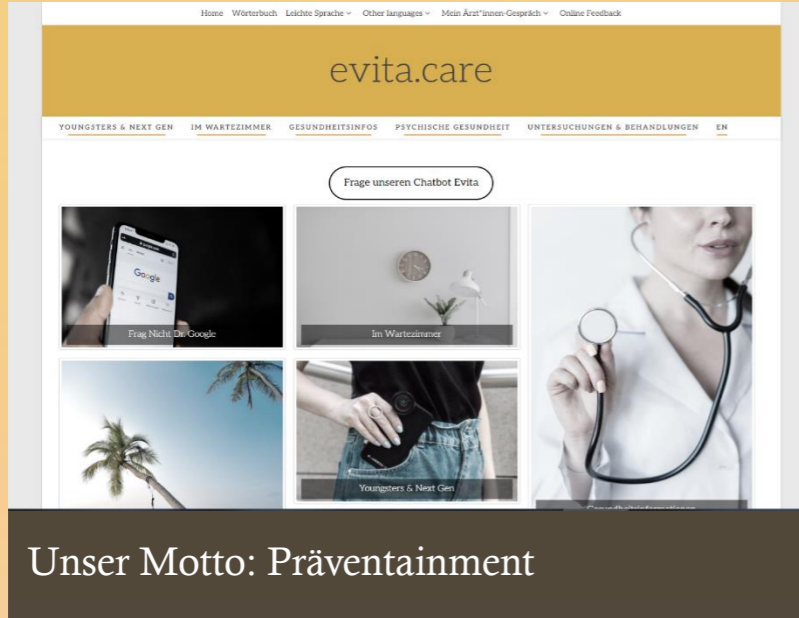 Home Wörterbuch Leichte Sprache Other languages Mein Ärzt*innen-Gespräch Online Feedback
evita.care
YOUNGSTERS & NEXT GEN IM WARTEZIMMER GESUNDHEITSINFOS PSYCHISCHE GESUNDHEIT UNTERSUCHUNGEN & BEHANDLUNGEN EN
Frage unseren Chatbot Evita
Google
Frag Nicht Dr. Google
Im Wartezimmer
Youngsters & Next Gen
Gesundheitsinformationen
Unser Motto: Präventainment